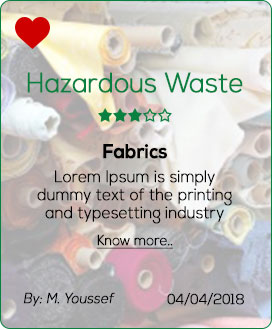 Hazardous Waste
Fabrics
Lorem Ipsum is simply
dummy text of the printing
and typesetting industry
Know more..
By: M. Youssef
04/04/2018